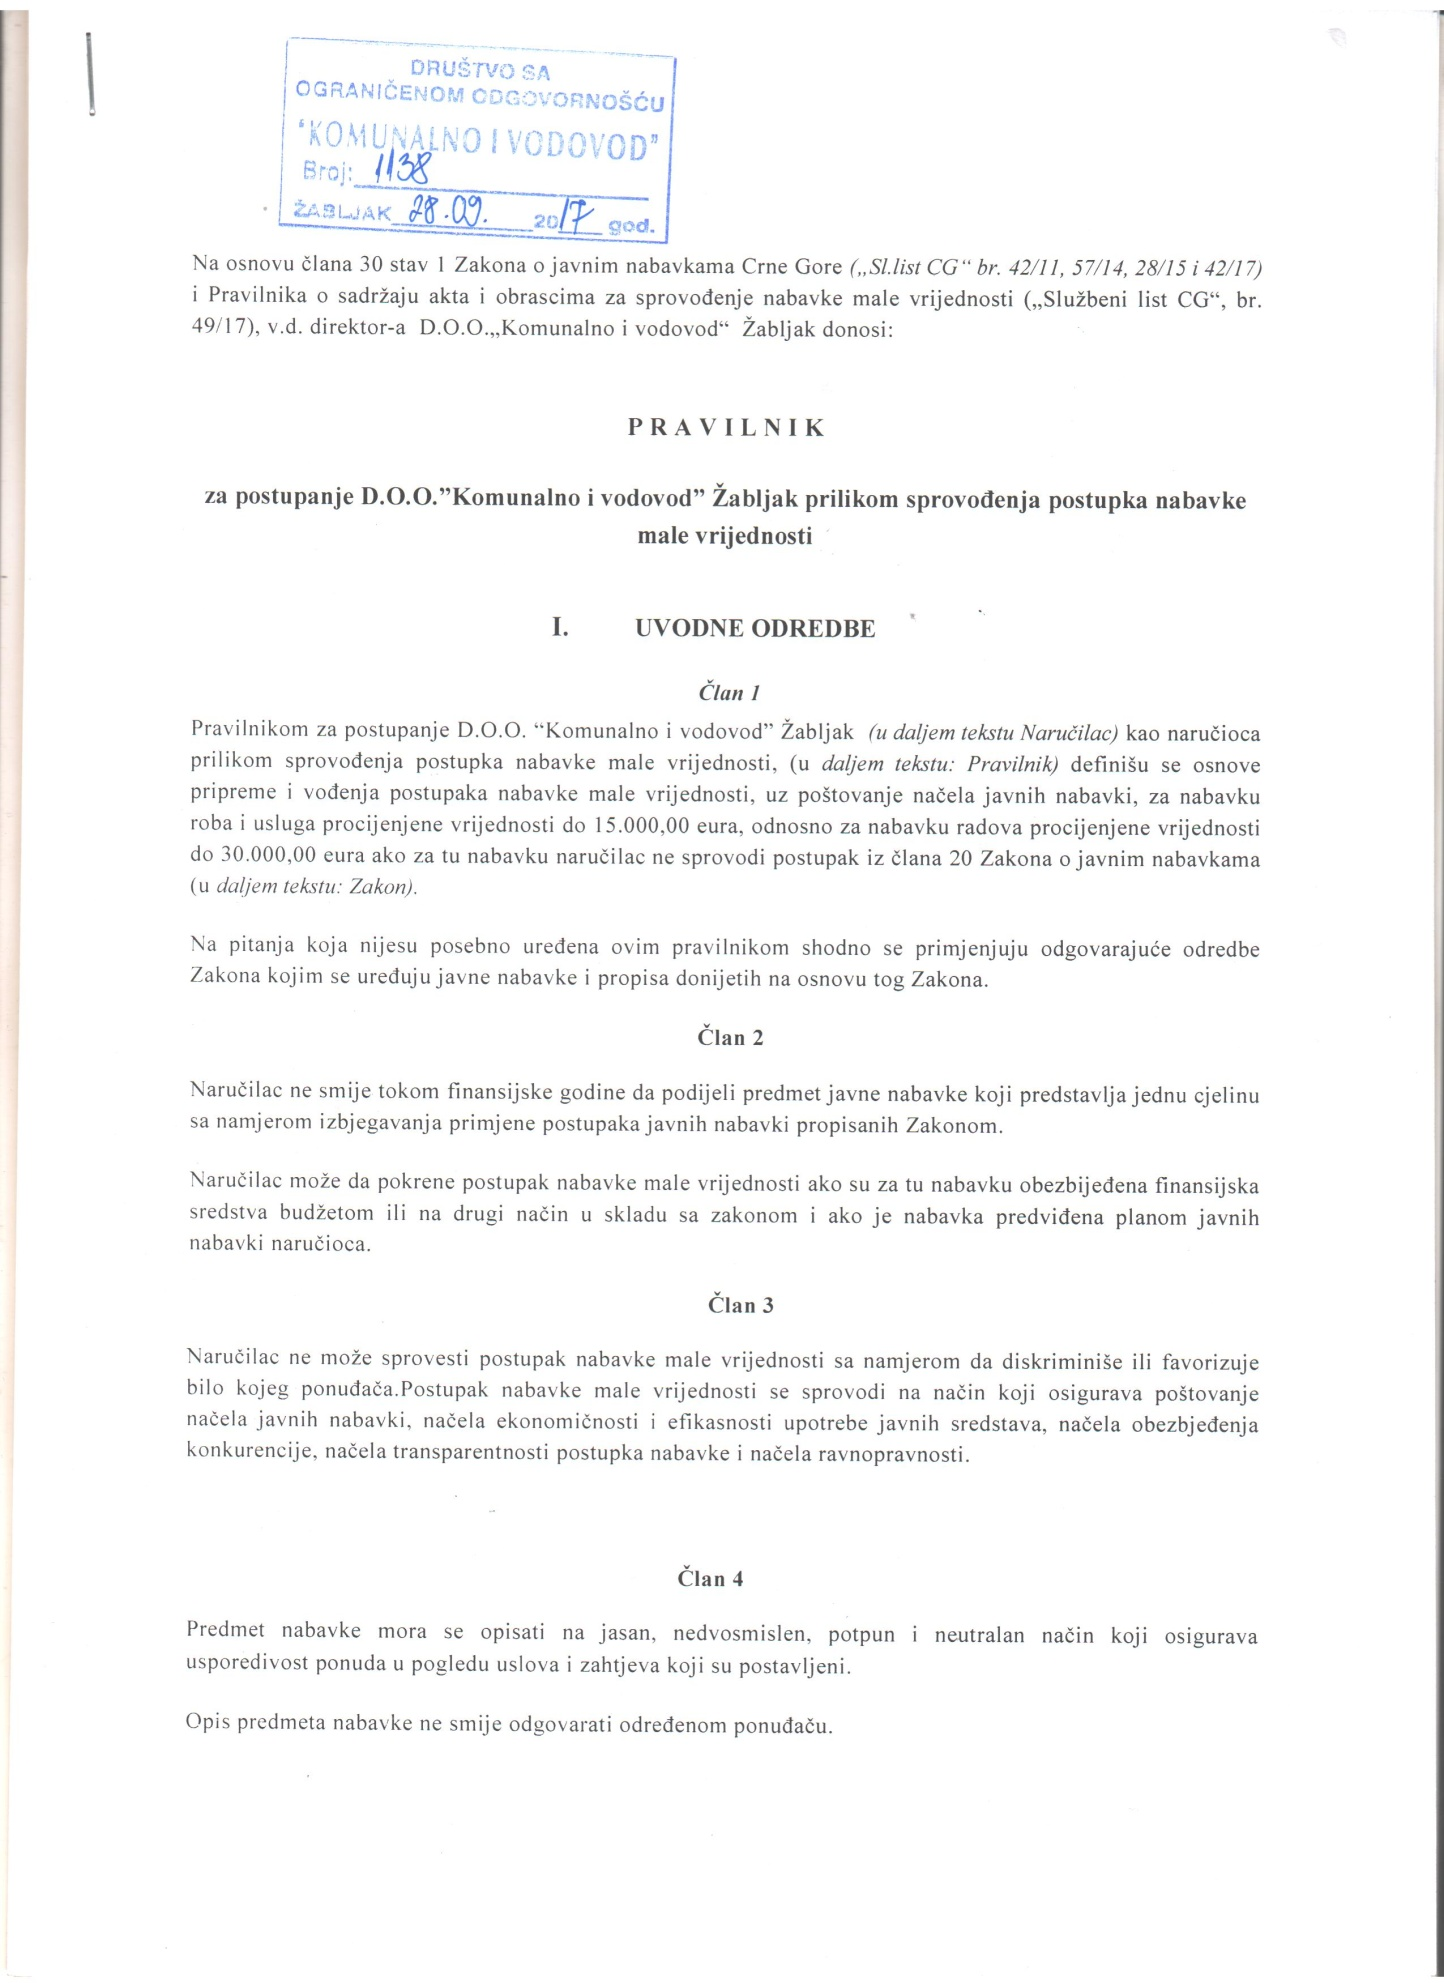 DRUŠTVO SA
OGRANIČENOM ODGOVORNOŠĆU
"KOMUNALNO I VODOVOD"
Broj: 1138
ŽABLJAK 28.09. 2017 god.
Na osnovu člana 30 stav 1 Zakona o javnim nabavkama Crne Gore („Sl.list CG“ br. 42/11, 57/14, 28/15 i 42/17)
i Pravilnika o sadržaju akta i obrascima za sprovođenje nabavke male vrijednosti („Službeni list CG“, br.
49/17), v.d. direktor-a D.O.O.„Komunalno i vodovod“ Žabljak donosi:
P R A V I L N I K
za postupanje D.O.O.”Komunalno i vodovod” Žabljak prilikom sprovođenja postupka nabavke
male vrijednosti
I. UVODNE ODREDBE
Član 1
Pravilnikom za postupanje D.O.O. “Komunalno i vodovod” Žabljak (u daljem tekstu Naručilac) kao naručioca
prilikom sprovođenja postupka nabavke male vrijednosti, (u daljem tekstu: Pravilnik) definišu se osnove
pripreme i vođenja postupaka nabavke male vrijednosti, uz poštovanje načela javnih nabavki, za nabavku
roba i usluga procijenjene vrijednosti do 15.000,00 eura, odnosno za nabavku radova procijenjene vrijednosti
do 30.000,00 eura ako za tu nabavku naručilac ne sprovodi postupak iz člana 20 Zakona o javnim nabavkama
(u daljem tekstu: Zakon).
Na pitanja koja nijesu posebno uređena ovim pravilnikom shodno se primjenjuju odgovarajuće odredbe
Zakona kojim se uređuju javne nabavke i propisa donijetih na osnovu tog Zakona.
Član 2
Naručilac ne smije tokom finansijske godine da podijeli predmet javne nabavke koji predstavlja jednu cjelinu
sa namjerom izbjegavanja primjene postupaka javnih nabavki propisanih Zakonom.
Naručilac može da pokrene postupak nabavke male vrijednosti ako su za tu nabavku obezbijeđena finansijska
sredstva budžetom ili na drugi način u skladu sa zakonom i ako je nabavka predviđena planom javnih
nabavki naručioca.
Član 3
Naručilac ne može sprovesti postupak nabavke male vrijednosti sa namjerom da diskriminiše ili favorizuje
bilo kojeg ponuđača.Postupak nabavke male vrijednosti se sprovodi na način koji osigurava poštovanje
načela javnih nabavki, načela ekonomičnosti i efikasnosti upotrebe javnih sredstava, načela obezbjeđenja
konkurencije, načela transparentnosti postupka nabavke i načela ravnopravnosti.
Član 4
Predmet nabavke mora se opisati na jasan, nedvosmislen, potpun i neutralan način koji osigurava
usporedivost ponuda u pogledu uslova i zahtjeva koji su postavljeni.
Opis predmeta nabavke ne smije odgovarati određenom ponuđaču.